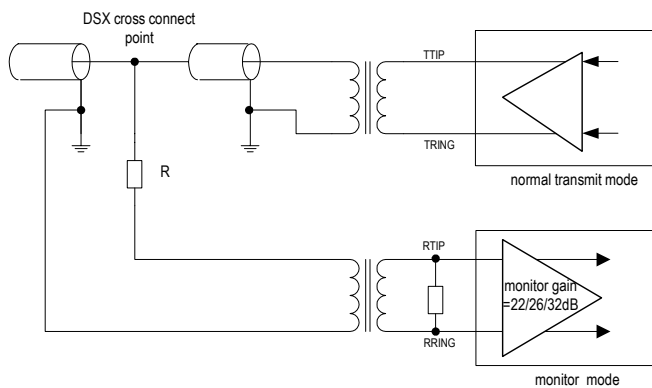 DSX cross connect
point
TTIP
TRING
normal transmit mode
R
RTIP
monitor gain
=22/26/32dB
RRING
monitor mode